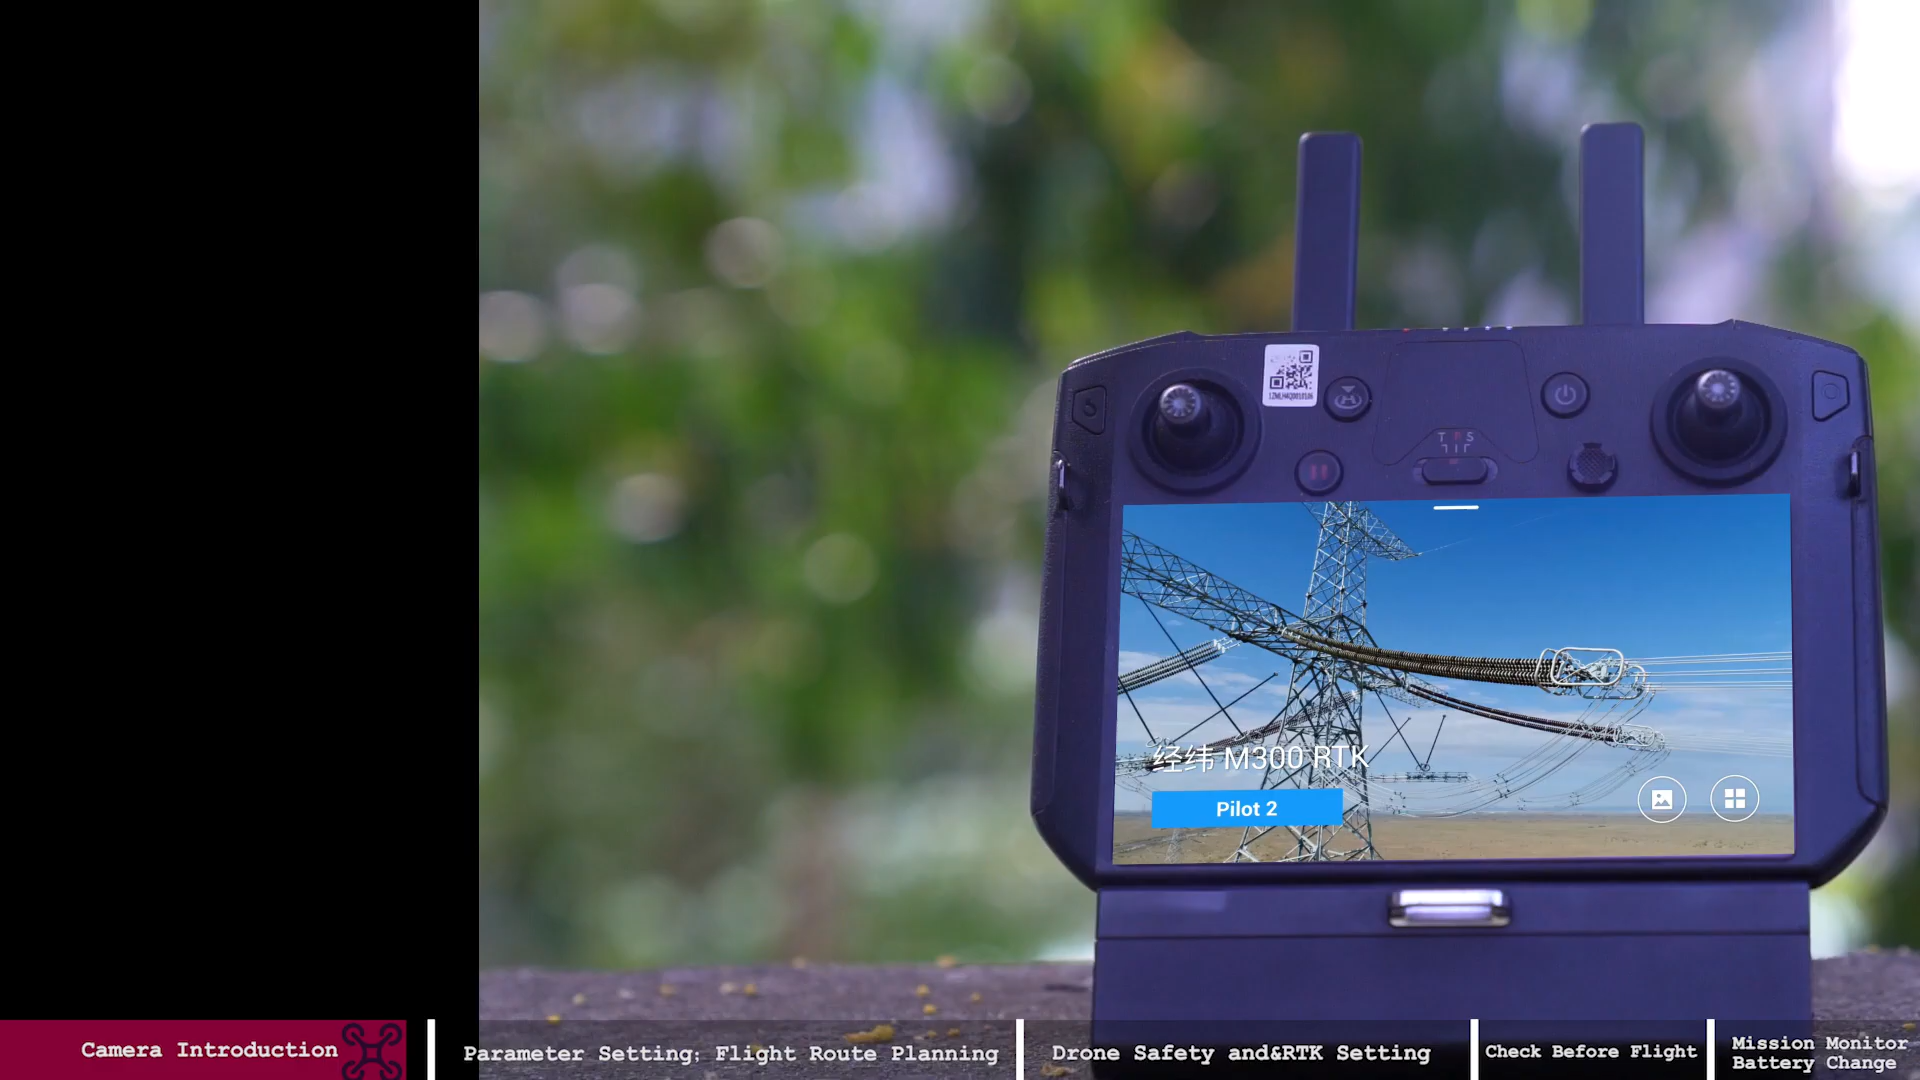 T P S
经纬 M300 RTK
Pilot 2
Camera Introduction
Parameter Setting; Flight Route Planning
Drone Safety and&RTK Setting
Check Before Flight
Mission Monitor
Battery Change